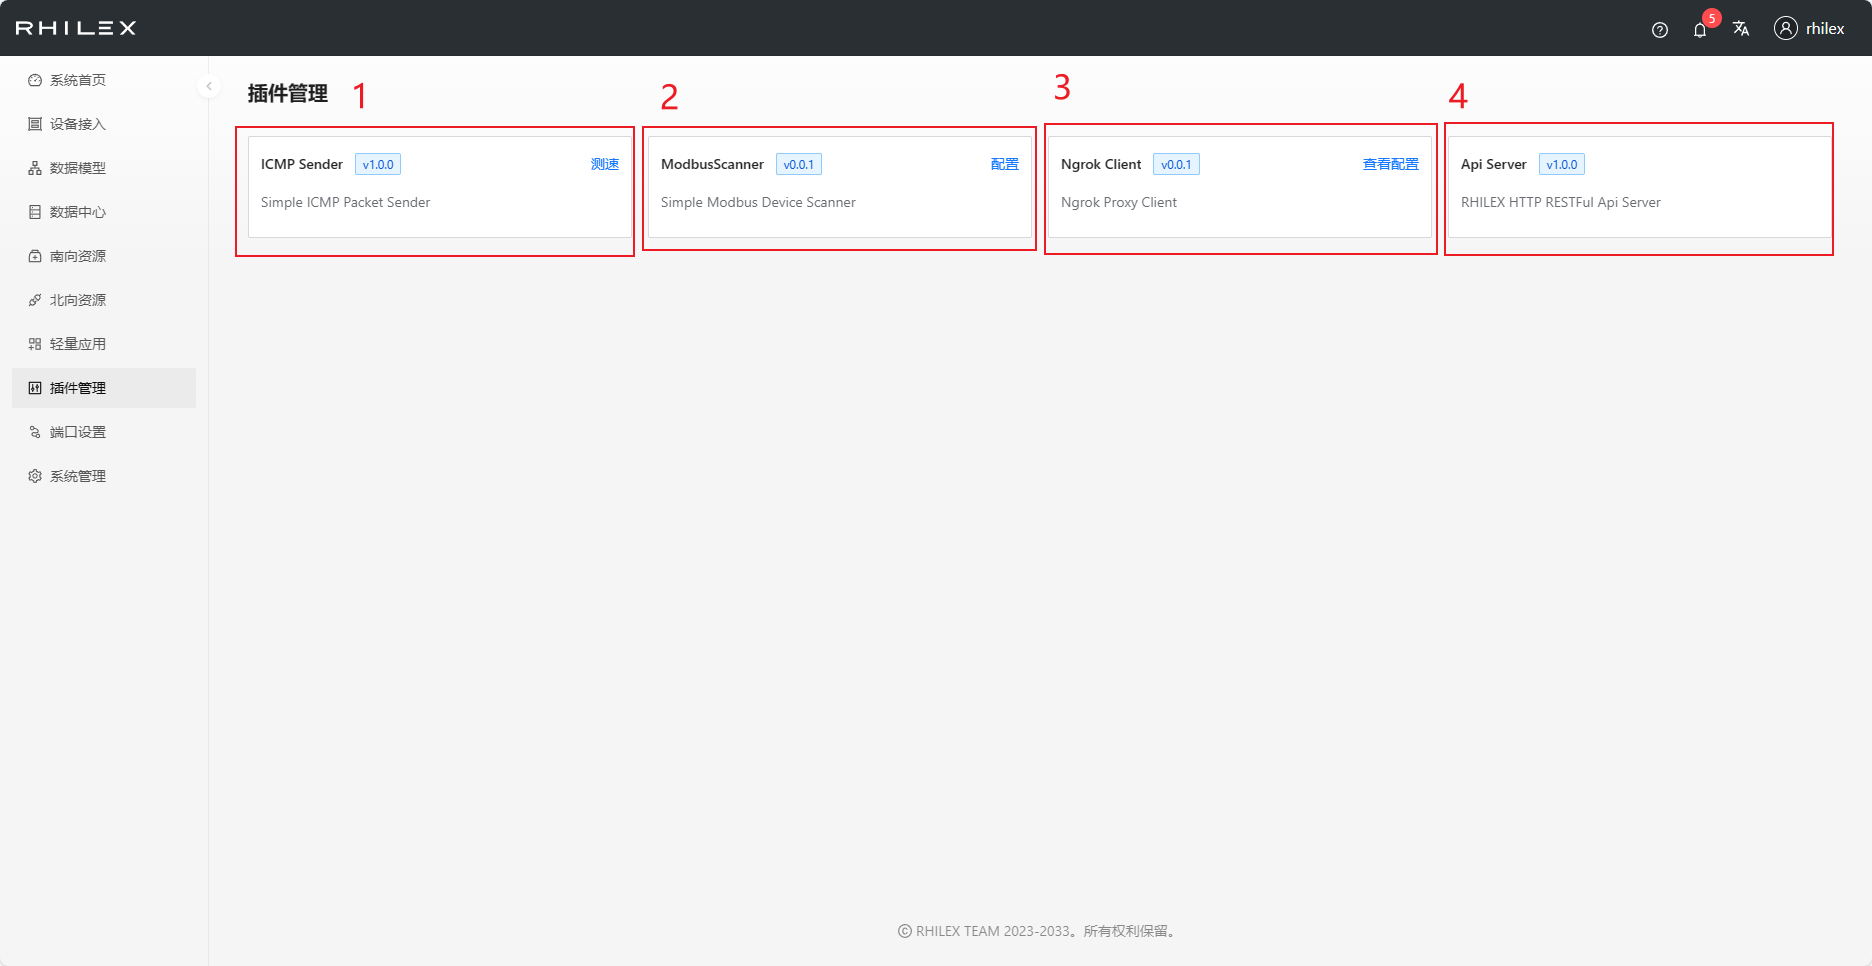 RHILEX
5
rhilex
系统首页
设备接入
数据模型
数据中心
南向资源
北向资源
轻量应用
插件管理
端口设置
系统管理
插件管理
1
2
3
4
ICMP Sender v1.0.0 测速
Simple ICMP Packet Sender
ModbusScanner v0.0.1 配置
Simple Modbus Device Scanner
Ngrok Client v0.0.1 查看配置
Ngrok Proxy Client
Api Server v1.0.0
RHILEX HTTP RESTFul Api Server
© RHILEX TEAM 2023-2033。所有权利保留。